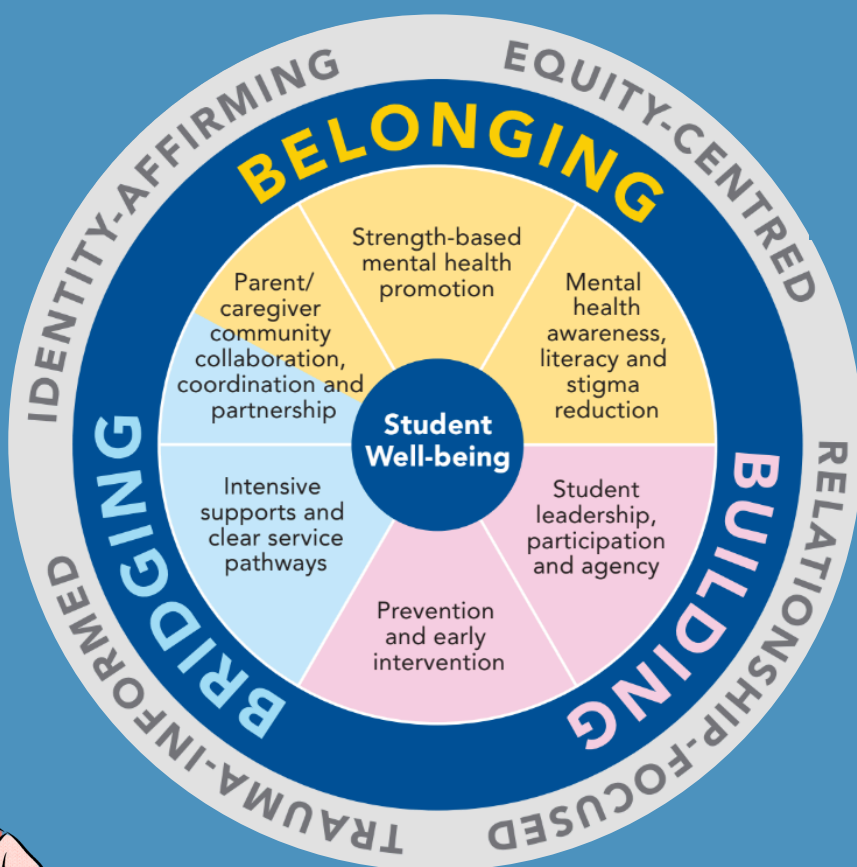 IDENTITY-AFFIRMING
EQUITY-CENTRED
RELATIONSHIP-FOCUSED
TRAUMA-INFORMED
BELONGING
BUILDING
BRIDGING
Strength-based
mental health
promotion
Mental
health
awareness,
literacy and
stigma
reduction
Student
leadership,
participation
and agency
Prevention
and early
intervention
Intensive
supports and
clear service
pathways
Parent/
caregiver
community
collaboration,
coordination and
partnership
Student
Well-being